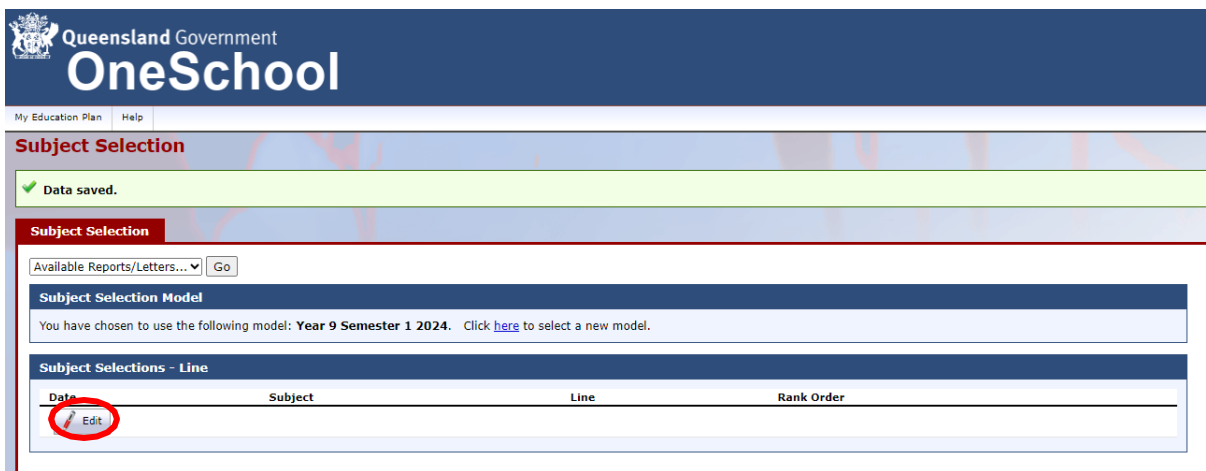 Queensland Government
OneSchool
My Education Plan Help
Subject Selection
Data saved.
Subject Selection
Available Reports/Letters... Go
Subject Selection Model
You have chosen to use the following model: Year 9 Semester 1 2024. Click here to select a new model.
Subject Selections - Line
Date Subject Line Rank Order
Edit